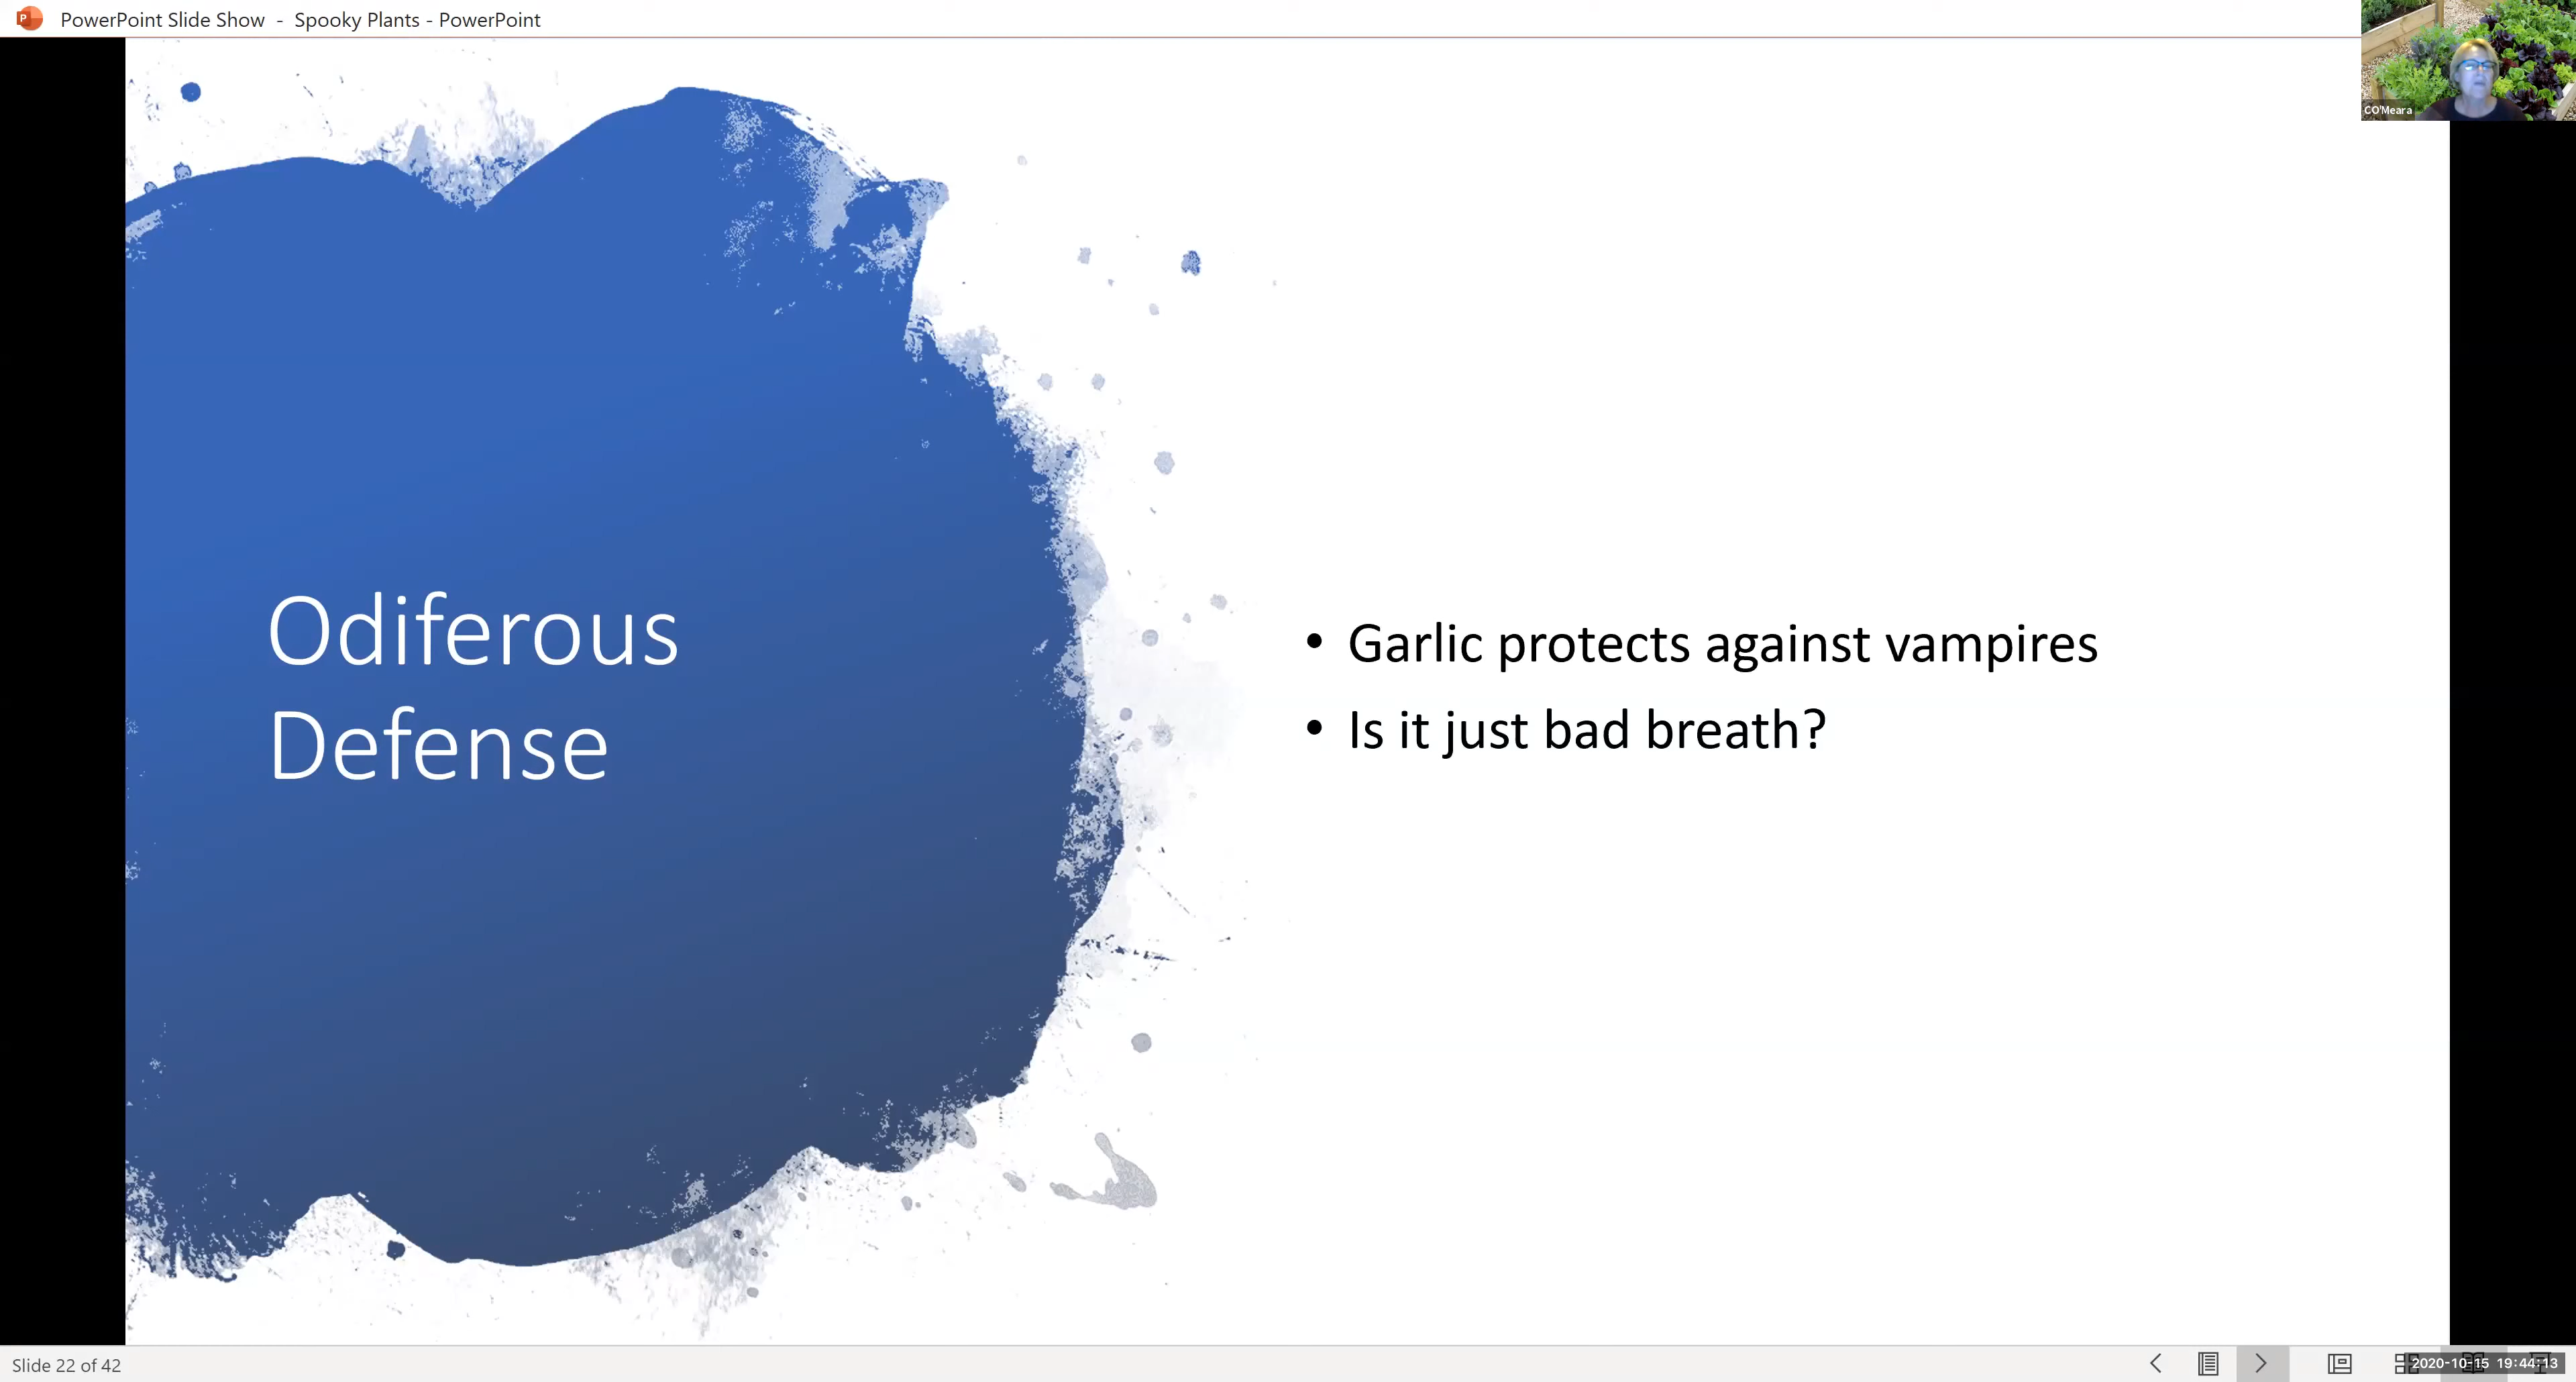 PowerPoint Slide Show - Spooky Plants - PowerPoint
CO'Meara
Odiferous
Defense
• Garlic protects against vampires
• Is it just bad breath?
Slide 22 of 42
2020-10-15 19:44:13